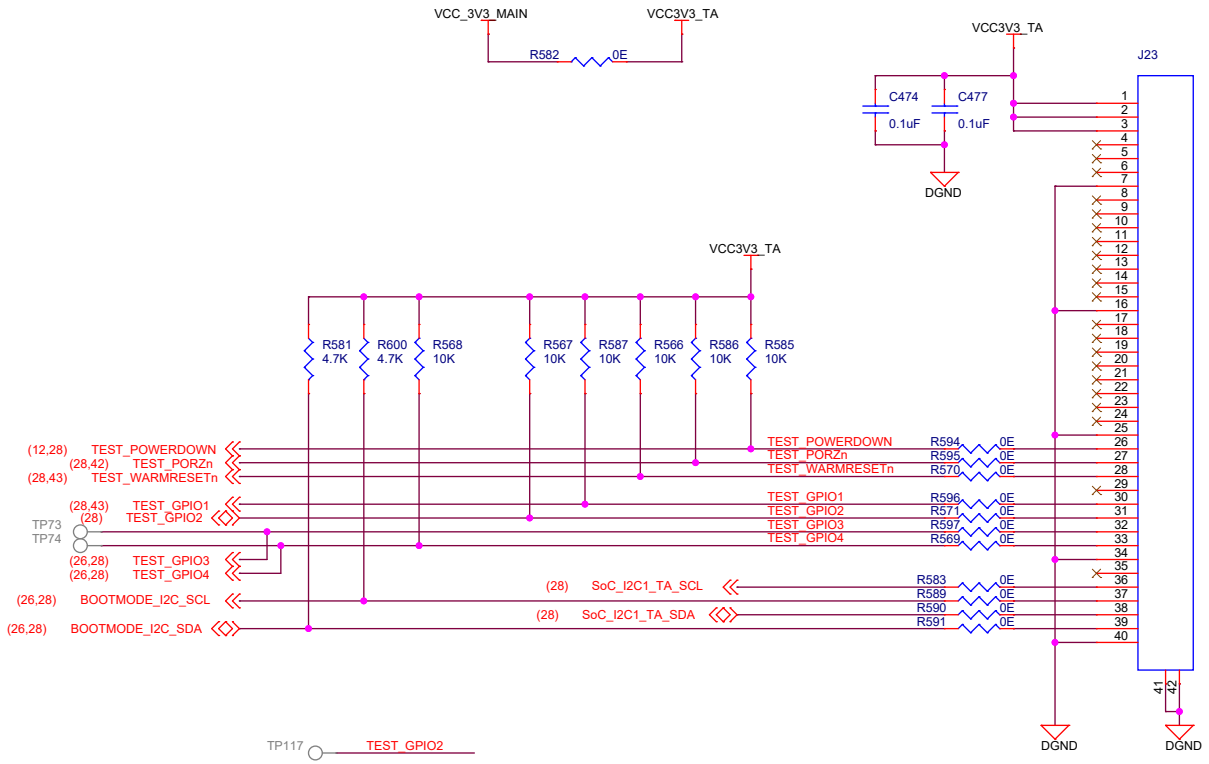 VCC_3V3_MAIN VCC3V3_TA
R582 0E
VCC3V3_TA
J23
C474 C477
0.1uF 0.1uF
DGND
1
2
3
4
5
6
7
8
9
10
11
12
13
14
15
16
17
18
19
20
21
22
23
24
25
26
27
28
29
30
31
32
33
34
35
36
37
38
39
40
41
42
VCC3V3_TA
R581 R600 R568 R567 R587 R566 R586 R585
4.7K 4.7K 10K 10K 10K 10K 10K 10K
(12,28) TEST_POWERDOWN TEST_POWERDOWN R594 0E
(28,42) TEST_PORZn TEST_PORZn R595 0E
(28,43) TEST_WARMRESETn TEST_WARMRESETn R570 0E
(28,43) TEST_GPIO1 TEST_GPIO1 R596 0E
(28) TEST_GPIO2 TEST_GPIO2 R571 0E
TP73 TEST_GPIO3 R597 0E
TP74 TEST_GPIO4 R569 0E
(26,28) TEST_GPIO3
(26,28) TEST_GPIO4
(28) SoC_I2C1_TA_SCL R583 0E
(26,28) BOOTMODE_I2C_SCL R589 0E
(28) SoC_I2C1_TA_SDA R590 0E
(26,28) BOOTMODE_I2C_SDA R591 0E
DGND DGND
TP117 TEST_GPIO2